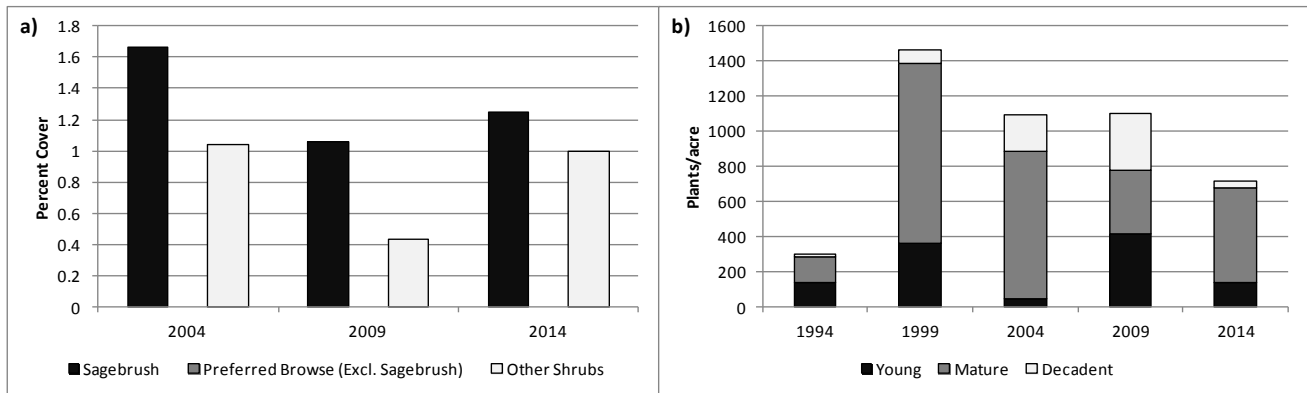 a)
Percent Cover
1.8
1.6
1.4
1.2
1
0.8
0.6
0.4
0.2
0
2004 2009 2014
Sagebrush Preferred Browse (Excl. Sagebrush) Other Shrubs
b)
Plants/acre
1600
1400
1200
1000
800
600
400
200
0
1994 1999 2004 2009 2014
Young Mature Decadent